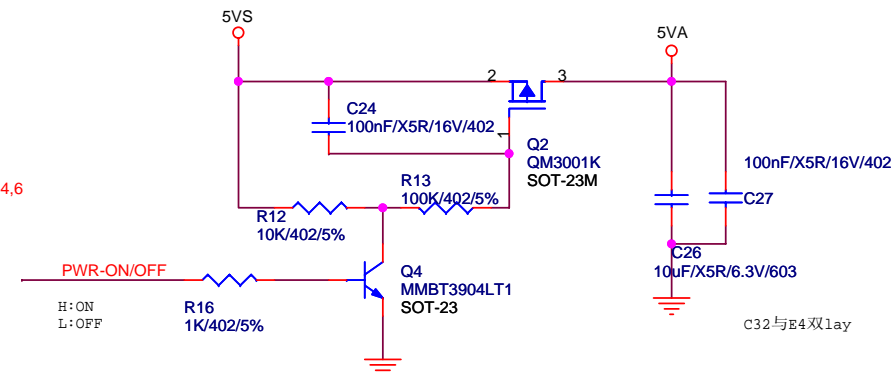 5VS
5VA
2
3
C24
100nF/X5R/16V/402
1
Q2
QM3001K
SOT-23M
100nF/X5R/16V/402
4,6
R13
100K/402/5%
C27
R12
10K/402/5%
C26
10uF/X5R/6.3V/603
PWR-ON/OFF
Q4
MMBT3904LT1
SOT-23
H:ON
L:OFF
R16
1K/402/5%
C32与E4双lay